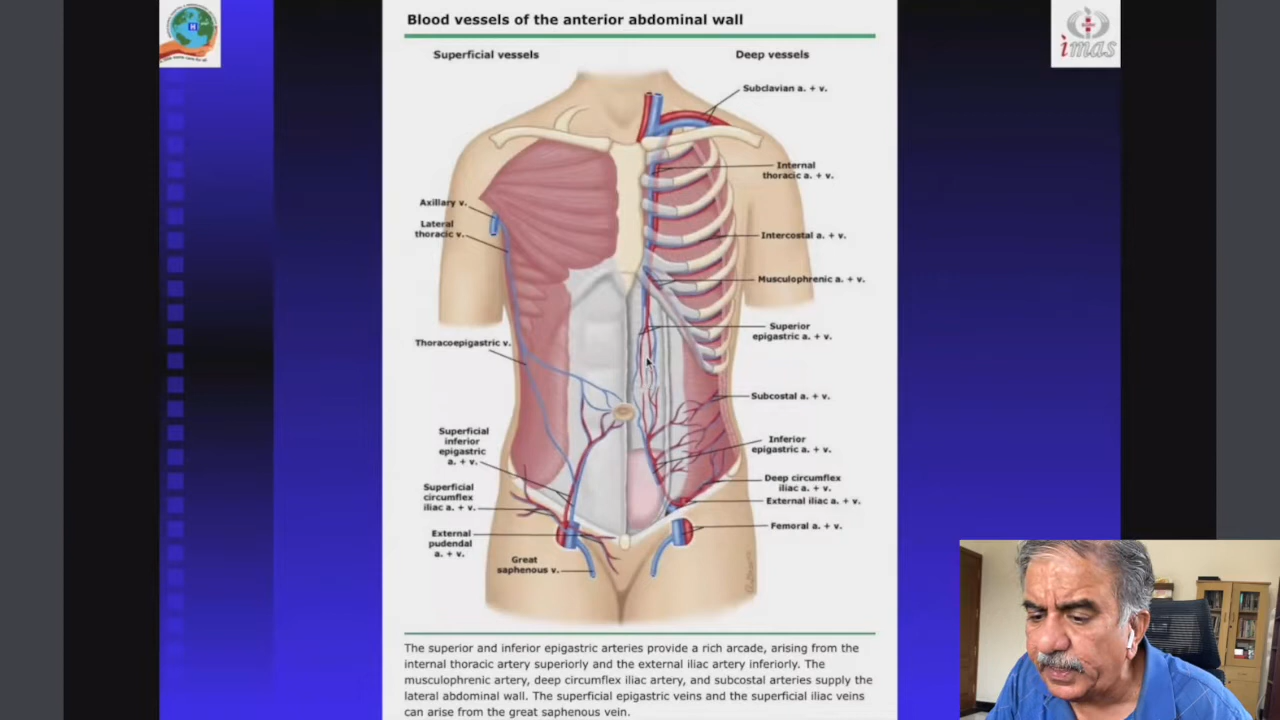 Blood vessels of the anterior abdominal wall
Superficial vessels
Deep vessels
Subclavian a. + v.
Internal
thoracic a. + v.
Axillary v.
Lateral
thoracic v.
Intercostal a. + v.
Musculophrenic a. + v.
Superior
epigastric a. + v.
Thoracoepigastric v.
Subcostal a. + v.
Superficial
inferior
epigastric
a. + v.
Inferior
epigastric a. + v.
Deep circumflex
iliac a. + v.
Superficial
circumflex
iliac a. + v.
External iliac a. + v.
Femoral a. + v.
External
pudendal
a. + v.
Great
saphenous v.
The superior and inferior epigastric arteries provide a rich arcade, arising from the
internal thoracic artery superiorly and the external iliac artery inferiorly. The
musculophrenic artery, deep circumflex iliac artery, and subcostal arteries supply the
lateral abdominal wall. The superficial epigastric veins and the superficial iliac veins
can arise from the great saphenous vein.
imas
H